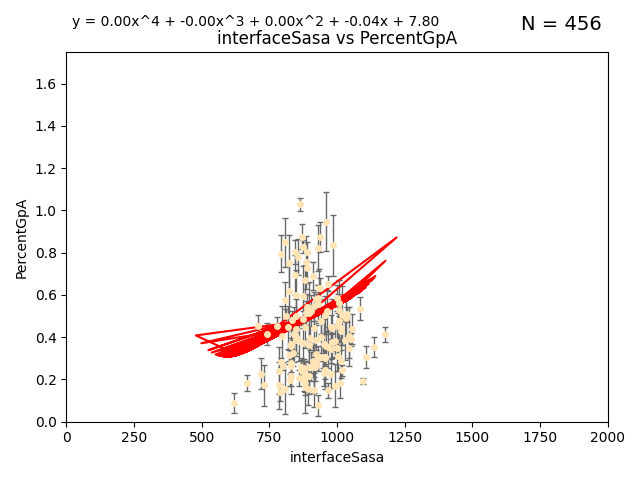 y = 0.00x^4 + -0.00x^3 + 0.00x^2 + -0.04x + 7.80
N = 456
interfaceSasa vs PercentGpA
PercentGpA
1.6
1.4
1.2
1.0
0.8
0.6
0.4
0.2
0.0
0 250 500 750 1000 1250 1500 1750 2000
interfaceSasa